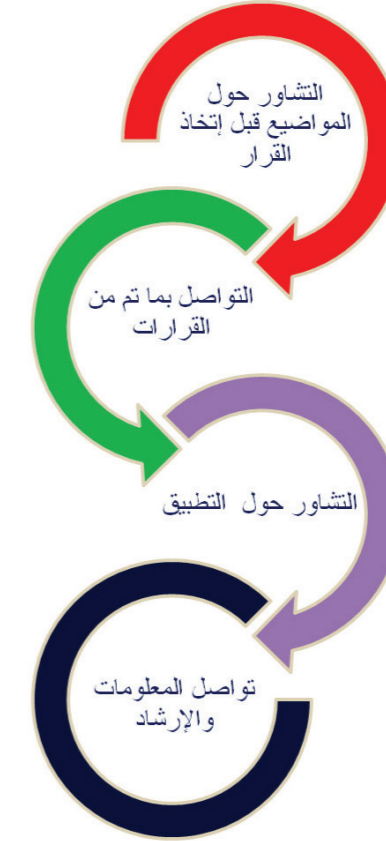 التشاور حول
المواضيع قبل إتخاذ
القرار
التواصل بما تم من
القرارات
التشاور حول التطبيق
تواصل المعلومات
والإرشاد